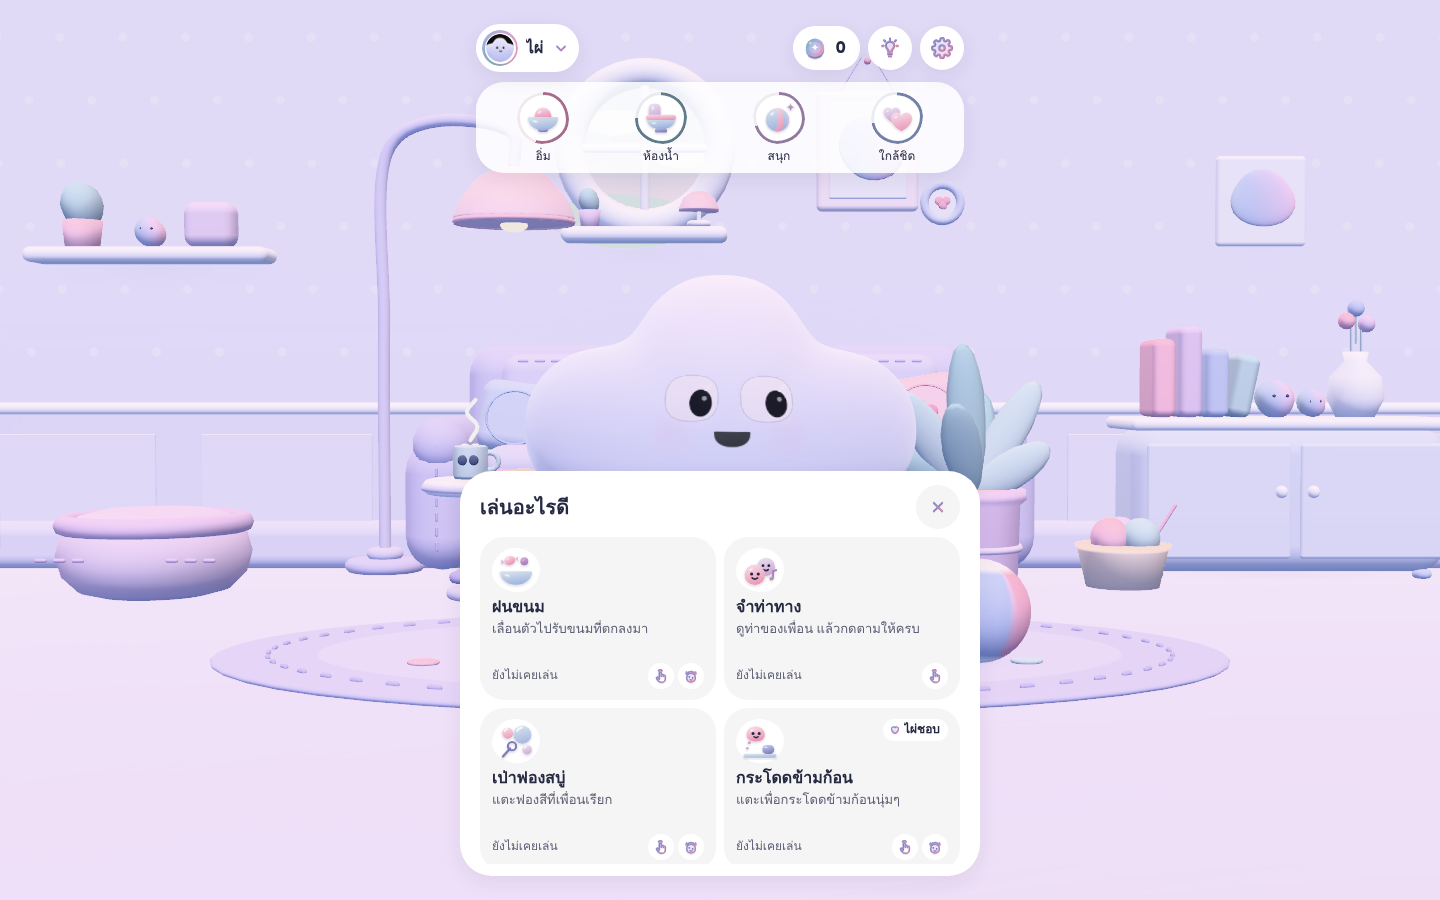 ไผ่
0
อิ่ม
ห้องน้ำ
สนุก
ใกล้ชิด
เล่นอะไรดี
ฝนขนม
เลื่อนตัวไปรับขนมที่ตกลงมา
ยังไม่เคยเล่น
จำท่าทาง
ดูท่าของเพื่อน แล้วกดตามให้ครบ
ยังไม่เคยเล่น
เป่าฟองสบู่
แตะฟองสีที่เพื่อนเรียก
ยังไม่เคยเล่น
ไผ่ชอบ
กระโดดข้ามก้อน
แตะเพื่อกระโดดข้ามก้อนนุ่มๆ
ยังไม่เคยเล่น